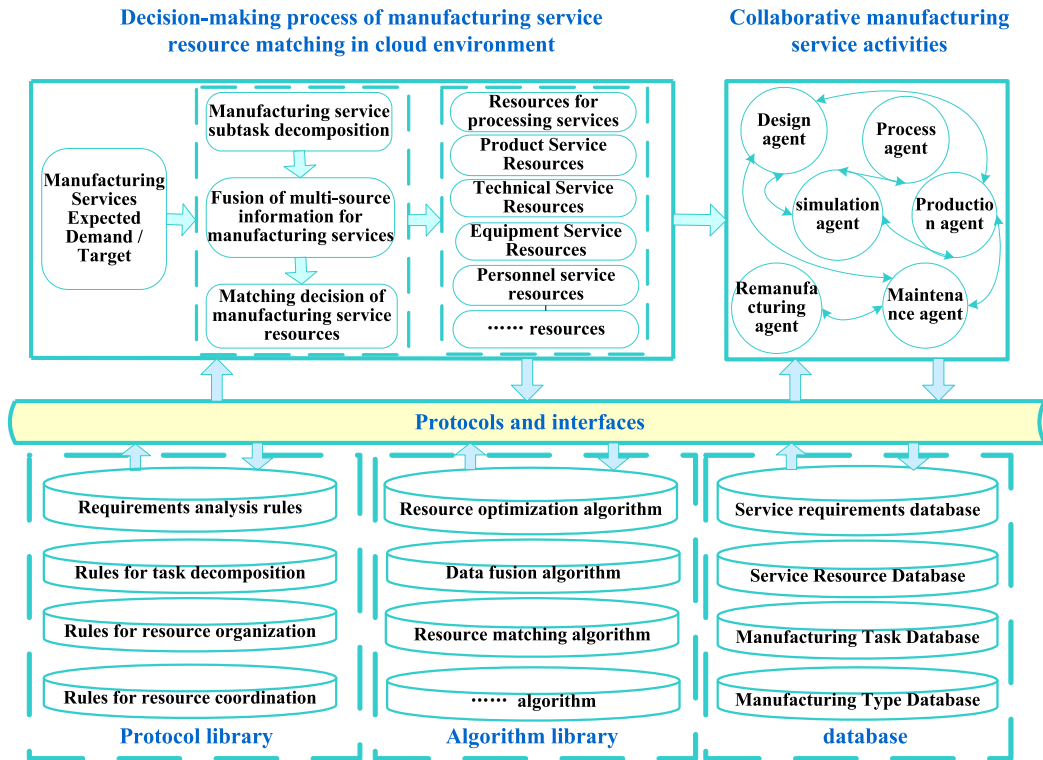 Decision-making process of manufacturing service
resource matching in cloud environment
Collaborative manufacturing
service activities
Manufacturing
Services
Expected
Demand /
Target
Manufacturing service
subtask decomposition
Fusion of multi-source
information for
manufacturing services
Matching decision of
manufacturing service
resources
Resources for
processing services
Product Service
Resources
Technical Service
Resources
Equipment Service
Resources
Personnel service
resources
…… resources
Design
agent
Process
agent
simulation
agent
Productio
n agent
Remanufa
cturing agent
Maintena
nce agent
Protocols and interfaces
Requirements analysis rules
Rules for task decomposition
Rules for resource organization
Rules for resource coordination
Protocol library
Resource optimization algorithm
Data fusion algorithm
Resource matching algorithm
…… algorithm
Algorithm library
Service requirements database
Service Resource Database
Manufacturing Task Database
Manufacturing Type Database
database